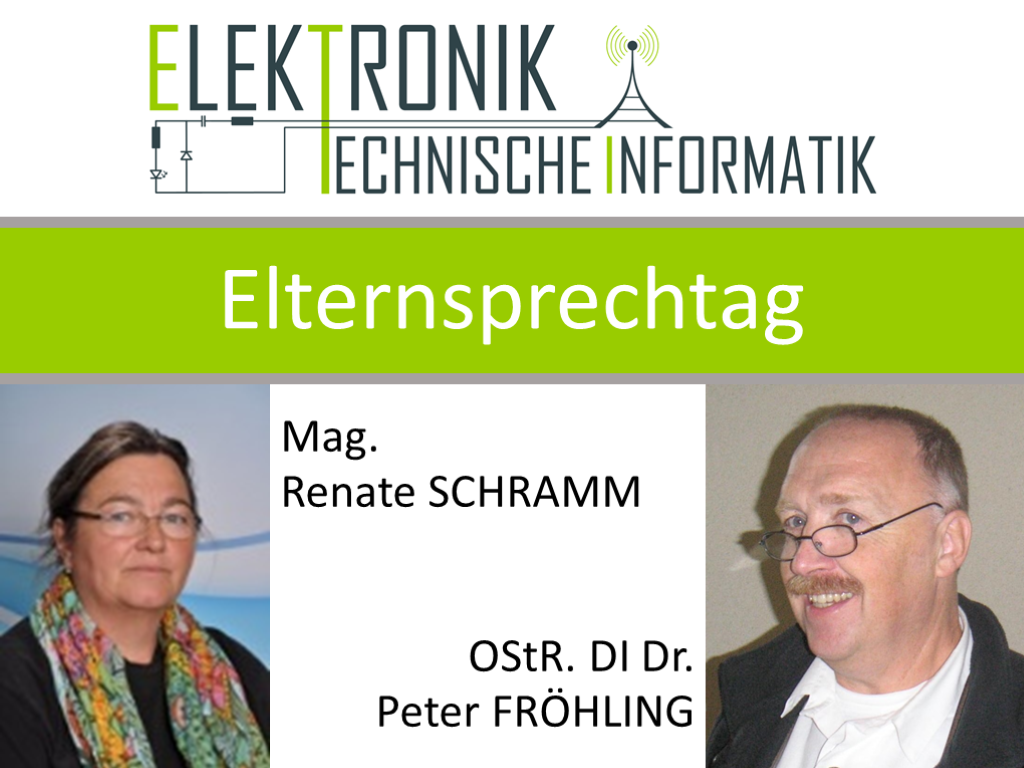 ELEKTRONIK
TECHNISCHE INFORMATIK
Elternsprechtag
Mag.
Renate SCHRAMM
OStR. DI Dr.
Peter FRÖHLING